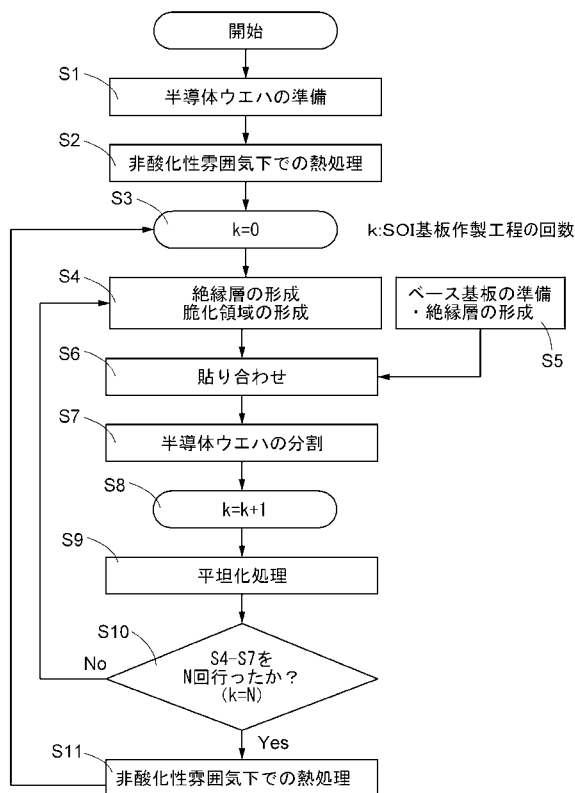 開始
S1
半導体ウエハの準備
S2
非酸化性雰囲気下での熱処理
S3
k=0
k:SOI基板作製工程の回数
S4
絶縁層の形成
脆化領域の形成
ベース基板の準備
・絶縁層の形成
S5
S6
貼り合わせ
S7
半導体ウエハの分割
S8
k=k+1
S9
平坦化処理
S10
S4-S7を
N回行ったか？
(k=N)
No
Yes
S11
非酸化性雰囲気下での熱処理